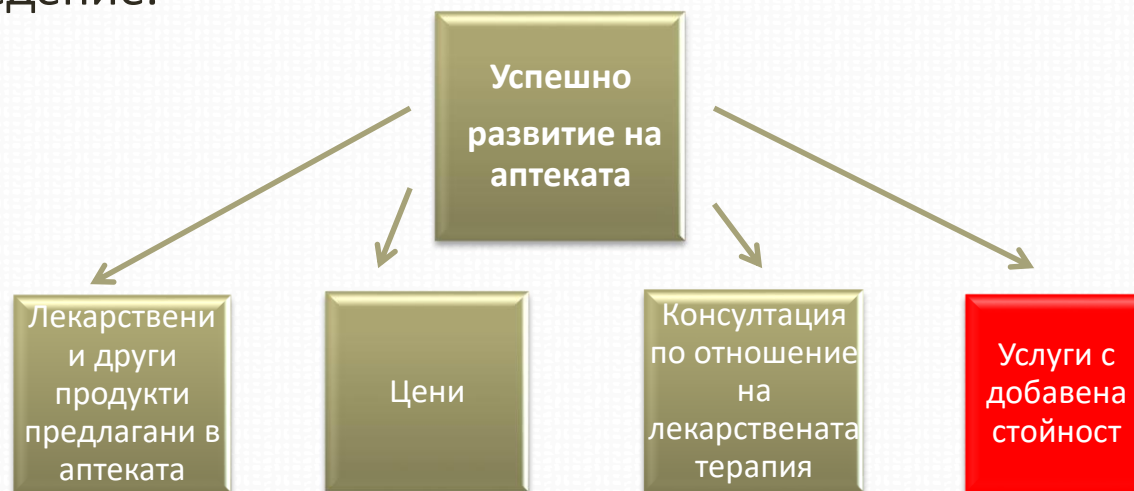 Успешно
развитие на
аптеката
Лекарствени
и други
продукти
предлагани в
аптеката
Цени
Консултация
по отношение
на
лекарствената
терапия
Услуги с
добавена
стойност